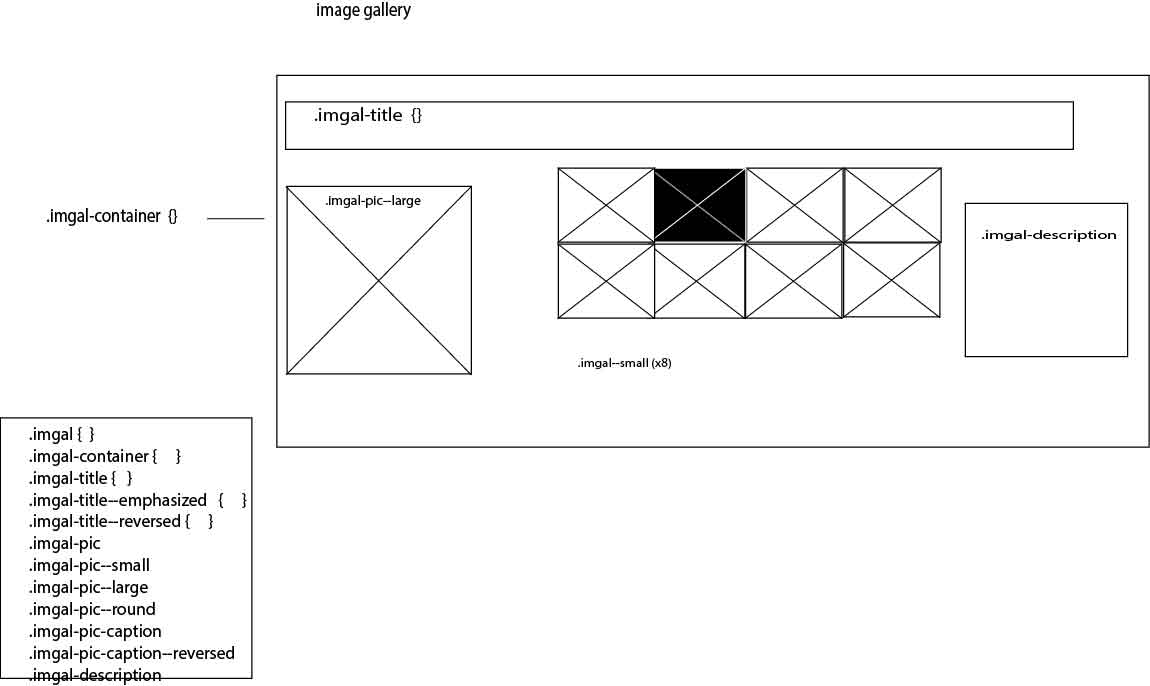 image gallery
.imgal-title {}
.imgal-pic--large
.imgal-container {}
.imgal-description
.imgal--small (x8)
.imgal { }
.imgal-container { }
.imgal-title { }
.imgal-title--emphasized { }
.imgal-title--reversed { }
.imgal-pic
.imgal-pic--small
.imgal-pic--large
.imgal-pic--round
.imgal-pic-caption
.imgal-pic-caption--reversed
.imgal-description